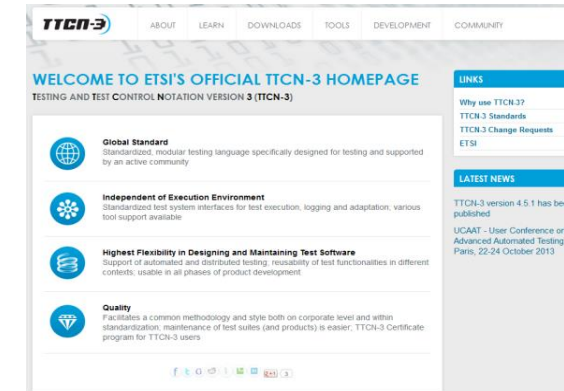 TTCN-3
ABOUT
LEARN
DOWNLOADS
TOOLS
DEVELOPMENT
COMMUNITY
WELCOME TO ETSI'S OFFICIAL TTCN-3 HOMEPAGE
TESTING AND TEST CONTROL NOTATION VERSION 3 (TTCN-3)
Global Standard
Standardized, modular testing language specifically designed for testing and supported
by an active community
Independent of Execution Environment
Standardized test system interfaces for test execution, logging and adaptation; various
tool support available
Highest Flexibility in Designing and Maintaining Test Software
Support of automated and distributed testing; reusability of test functionalities in different
contexts; usable in all phases of product development
Quality
Facilitates a common methodology and style both on corporate level and within
standardization; maintenance of test suites (and products) is easier; TTCN-3 Certificate
program for TTCN-3 users
LINKS
Why use TTCN-3?
TTCN-3 Standards
TTCN-3 Change Requests
ETSI
LATEST NEWS
TTCN-3 version 4.5.1 has bee
published
UCAAT - User Conference on
Advanced Automated Testing
Paris, 22-24 October 2013